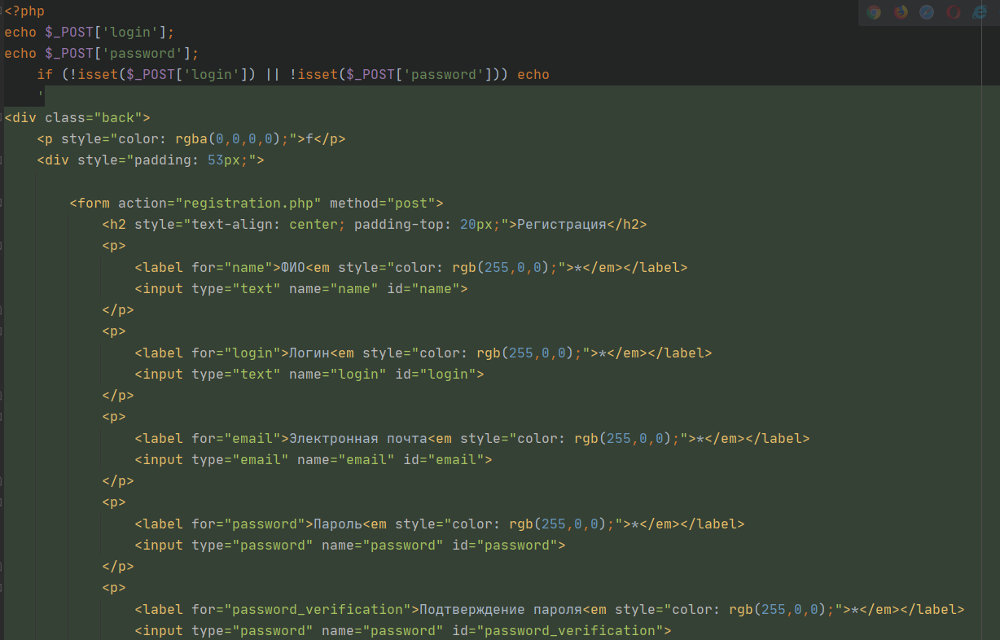 <?php
echo $_POST['login'];
echo $_POST['password'];
    if (!isset($_POST['login']) || !isset($_POST['password'])) echo
    '
<div class="back">
    <p style="color: rgba(0,0,0,0);">f</p>
    <div style="padding: 53px;">

        <form action="registration.php" method="post">
            <h2 style="text-align: center; padding-top: 20px;">Регистрация</h2>
            <p>
                <label for="name">ФИО<em style="color: rgb(255,0,0);">*</em></label>
                <input type="text" name="name" id="name">
            </p>
            <p>
                <label for="login">Логин<em style="color: rgb(255,0,0);">*</em></label>
                <input type="text" name="login" id="login">
            </p>
            <p>
                <label for="email">Электронная почта<em style="color: rgb(255,0,0);">*</em></label>
                <input type="email" name="email" id="email">
            </p>
            <p>
                <label for="password">Пароль<em style="color: rgb(255,0,0);">*</em></label>
                <input type="password" name="password" id="password">
            </p>
            <p>
                <label for="password_verification">Подтверждение пароля<em style="color: rgb(255,0,0);">*</em></label>
                <input type="password" name="password" id="password_verification">